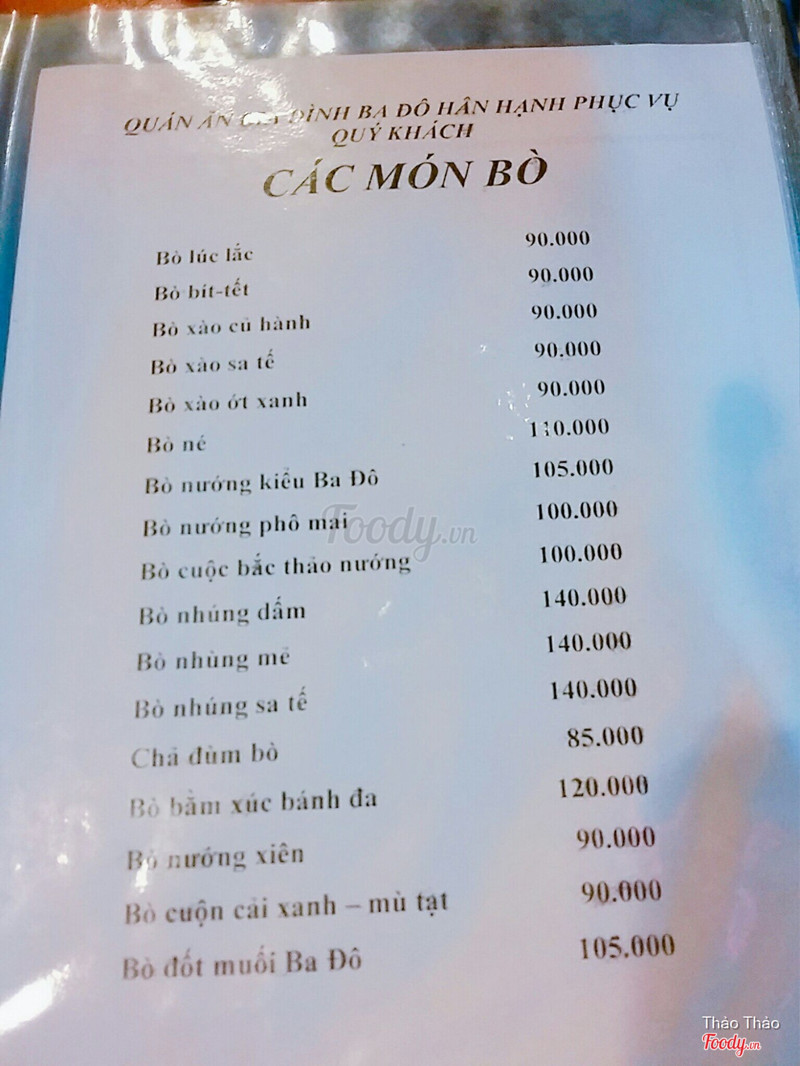 QUÁN ĂN GIA ĐÌNH BA ĐÔ HÂN HẠNH PHỤC VỤ
QUÝ KHÁCH
CÁC MÓN BÒ
Bò lúc lắc 90.000
Bò bít-tết 90.000
Bò xào củ hành 90.000
Bò xào sa tế 90.000
Bò xào ớt xanh 90.000
Bò né 110.000
Bò nướng kiểu Ba Đô 105.000
Bò nướng phô mai 100.000
Bò cuộc bắc thảo nướng 100.000
Bò nhúng dấm 140.000
Bò nhúng mẻ 140.000
Bò nhúng sa tế 140.000
Chả đùm bò 85.000
Bò bằm xúc bánh đa 120.000
Bò nướng xiên 90.000
Bò cuộn cải xanh – mù tạt 90.000
Bò đốt muối Ba Đô 105.000
Foody.vn
Thảo Thảo
Foody.vn